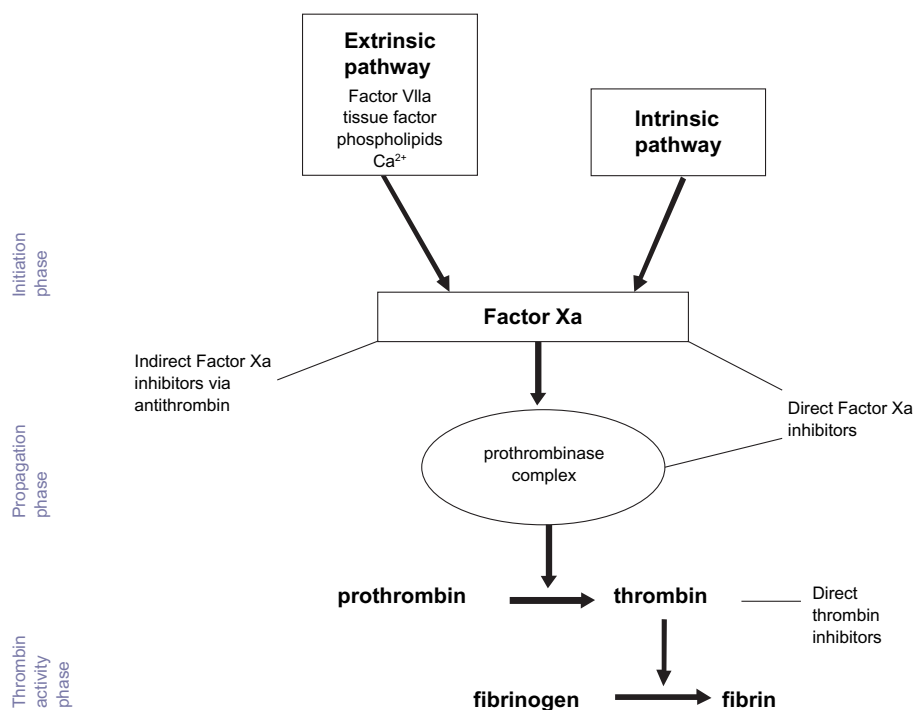 Extrinsic
pathway
Factor VIIa
tissue factor
phospholipids
Ca²⁺
Intrinsic
pathway
Initiation
phase
Factor Xa
Indirect Factor Xa
inhibitors via
antithrombin
Direct Factor Xa
inhibitors
Propagation
phase
prothrombinase
complex
prothrombin
thrombin
Direct
thrombin
inhibitors
Thrombin
activity
phase
fibrinogen
fibrin